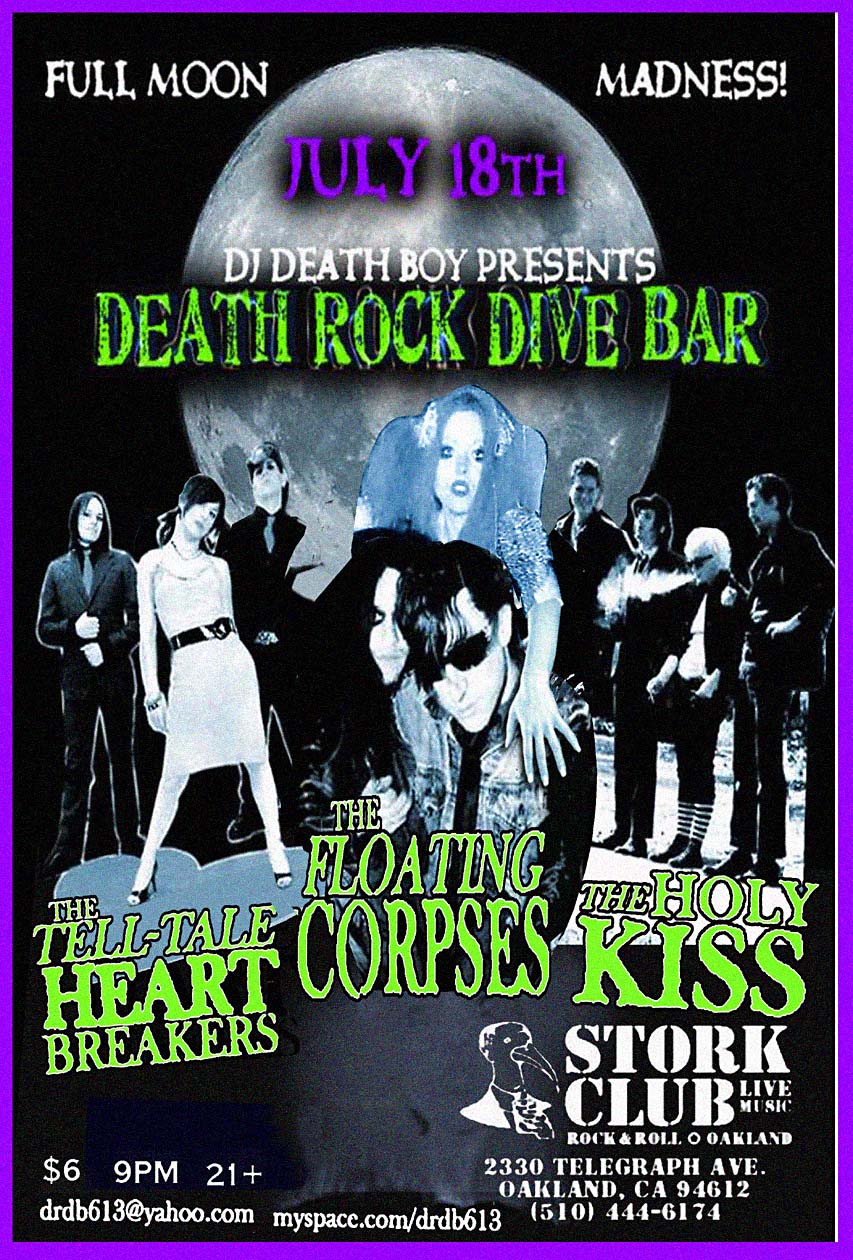 FULL MOON MADNESS!
JULY 18TH
DJ DEATH BOY PRESENTS
DEATH ROCK DIVE BAR
THE
TELL-TALE
HEART
BREAKERS
THE
FLOATING
CORPSES
THE HOLY
KISS
STORK
CLUB
LIVE
MUSIC
ROCK & ROLL OAKLAND
$6 9PM 21+
drdb613@yahoo.com myspace.com/drdb613
2330 TELEGRAPH AVE.
OAKLAND, CA 94612
(510) 444-6174